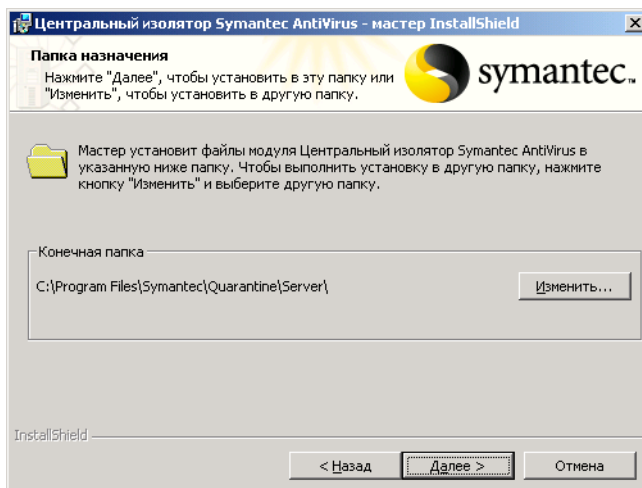 Центральный изолятор Symantec AntiVirus - мастер InstallShield
Папка назначения
Нажмите "Далее", чтобы установить в эту папку или
"Изменить", чтобы установить в другую папку.
symantec.
Мастер установит файлы модуля Центральный изолятор Symantec AntiVirus в
указанную ниже папку. Чтобы выполнить установку в другую папку, нажмите
кнопку "Изменить" и выберите другую папку.
Конечная папка
C:\Program Files\Symantec\Quarantine\Server\
Изменить...
InstallShield
< Назад
Далее >
Отмена